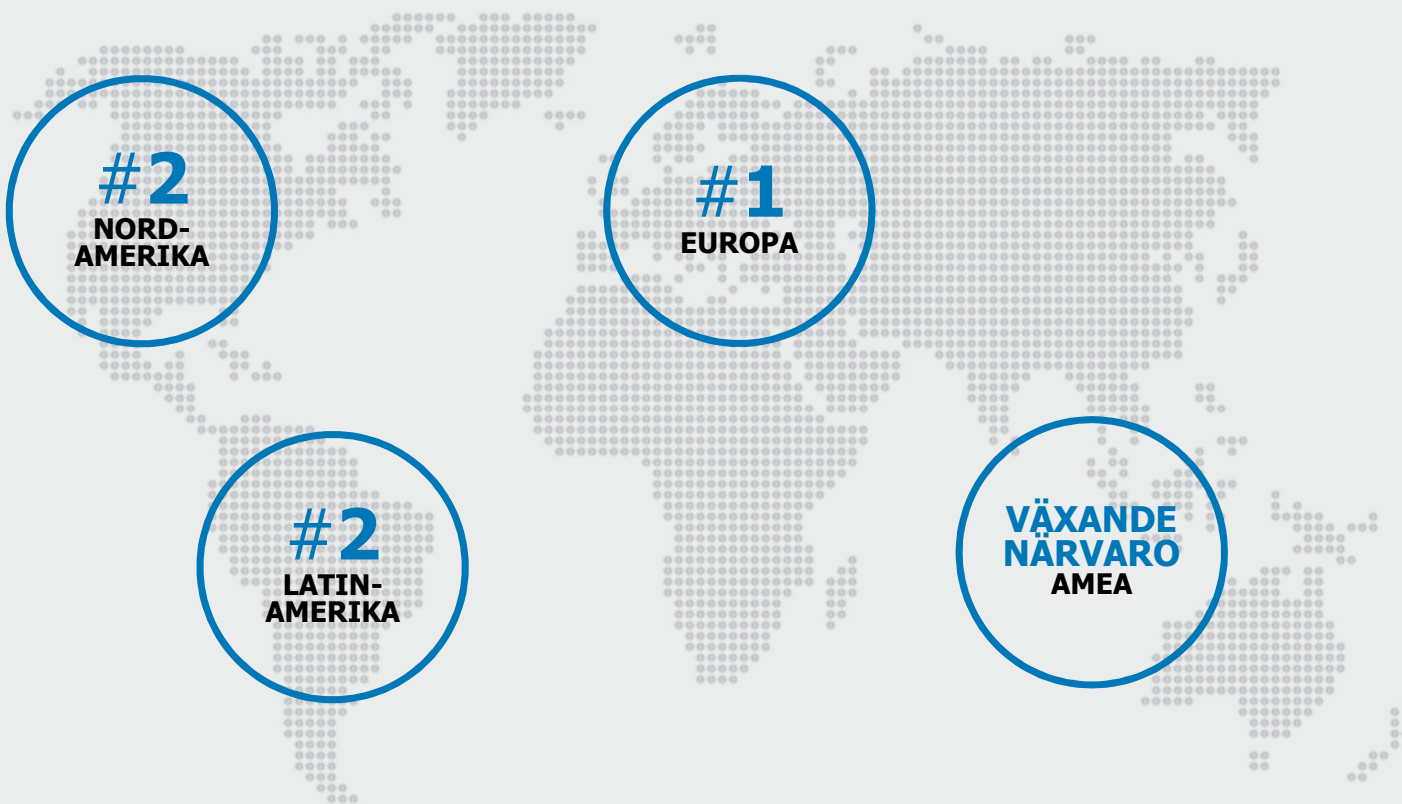 #2
NORD-
AMERIKA
#1
EUROPA
#2
LATIN-
AMERIKA
VÄXANDE
NÄRVARO
AMEA